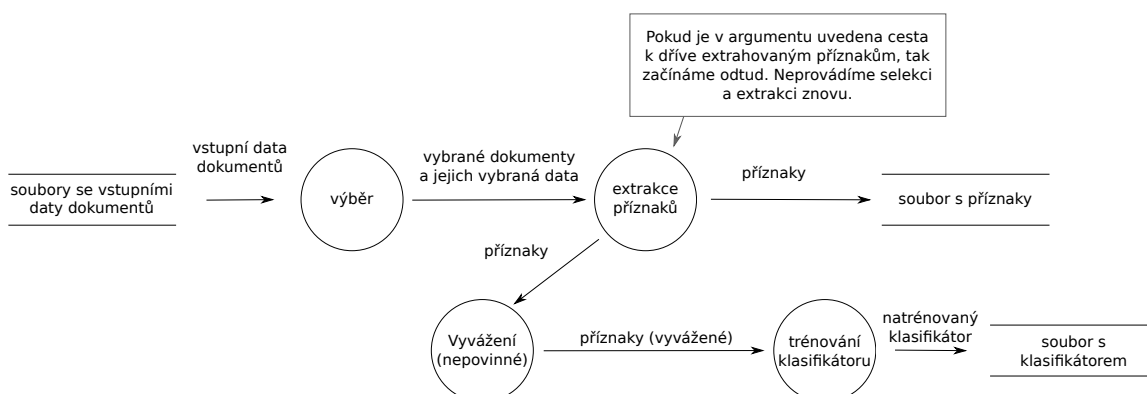 Pokud je v argumentu uvedena cesta
k dříve extrahovaným příznakům, tak
začínáme odtud. Neprovádíme selekci
a extrakci znovu.
soubory se vstupními
daty dokumentů
vstupní data
dokumentů
výběr
vybrané dokumenty
a jejich vybraná data
extrakce
příznaků
příznaky
soubor s příznaky
příznaky
Vyvážení
(nepovinné)
příznaky (vyvážené)
trénování
klasifikátoru
natrénovaný
klasifikátor
soubor s
klasifikátorem